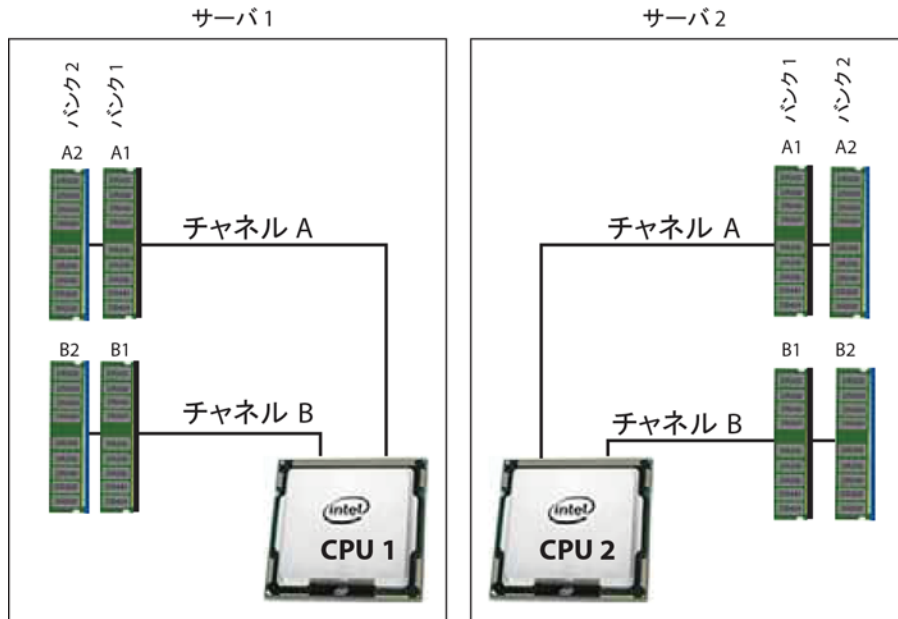 サーバ 1
バンク 2
バンク 1
A2
A1
チャネル A
B2
B1
チャネル B
intel
CPU 1
サーバ 2
バンク 1
バンク 2
A1
A2
チャネル A
B1
B2
チャネル B
intel
CPU 2